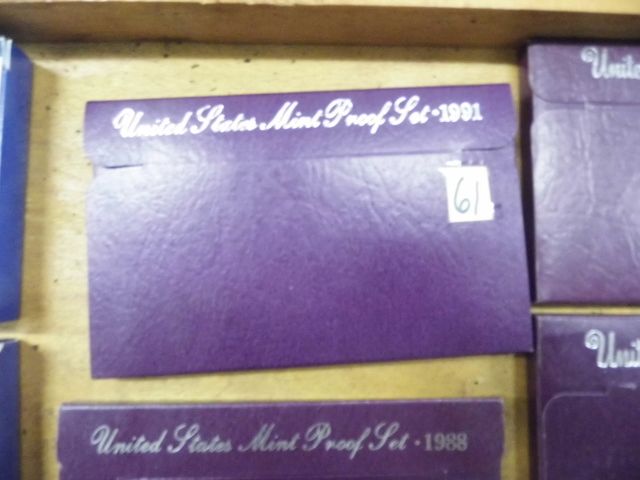 United States Mint Proof Set · 1991
61
United States Mint Proof Set · 1988